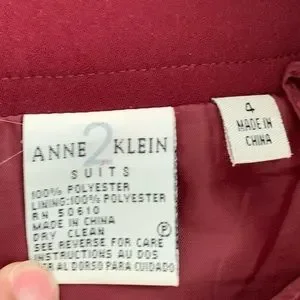 ANNE 2 KLEIN
SUITS
100% POLYESTER
LINING:100% POLYESTER
RN 50610
MADE IN CHINA
DRY CLEAN P
SEE REVERSE FOR CARE
INSTRUCTIONS AU DOS
AL DORSO PARA CUIDADO
4
MADE IN
CHINA